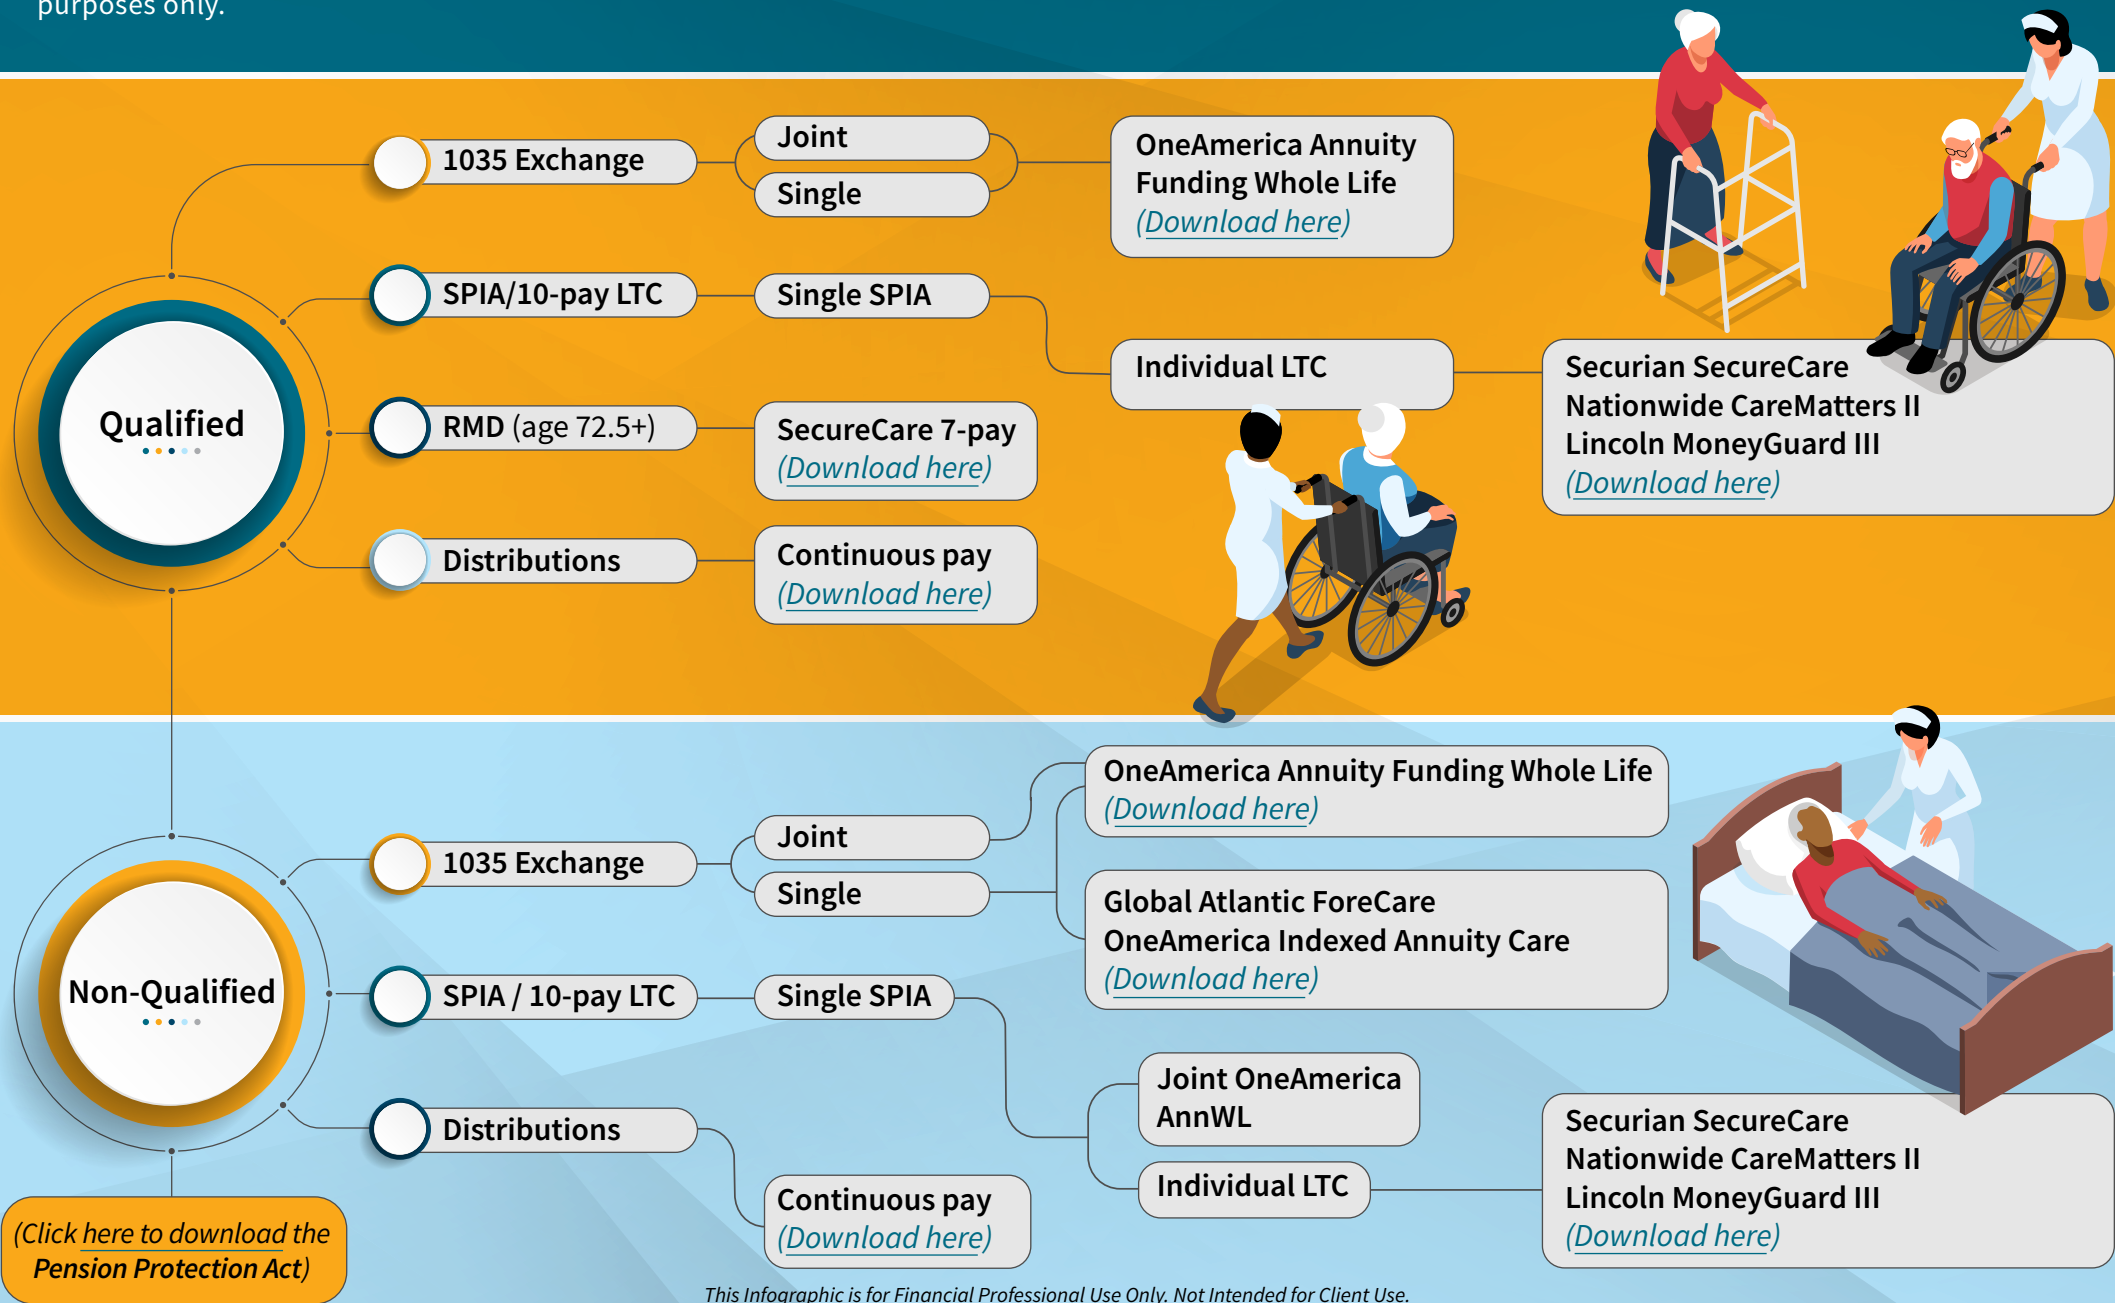 purposes only.
1035 Exchange
Joint
Single
OneAmerica Annuity
Funding Whole Life
(Download here)
Qualified
SPIA/10-pay LTC
Single SPIA
Individual LTC
Securian SecureCare
Nationwide CareMatters II
Lincoln MoneyGuard III
(Download here)
RMD (age 72.5+)
SecureCare 7-pay
(Download here)
Distributions
Continuous pay
(Download here)
Non-Qualified
1035 Exchange
Joint
Single
OneAmerica Annuity Funding Whole Life
(Download here)
Global Atlantic ForeCare
OneAmerica Indexed Annuity Care
(Download here)
SPIA / 10-pay LTC
Single SPIA
Joint OneAmerica
AnnWL
Individual LTC
Securian SecureCare
Nationwide CareMatters II
Lincoln MoneyGuard III
(Download here)
Distributions
Continuous pay
(Download here)
(Click here to download the
Pension Protection Act)
This Infographic is for Financial Professional Use Only. Not Intended for Client Use.